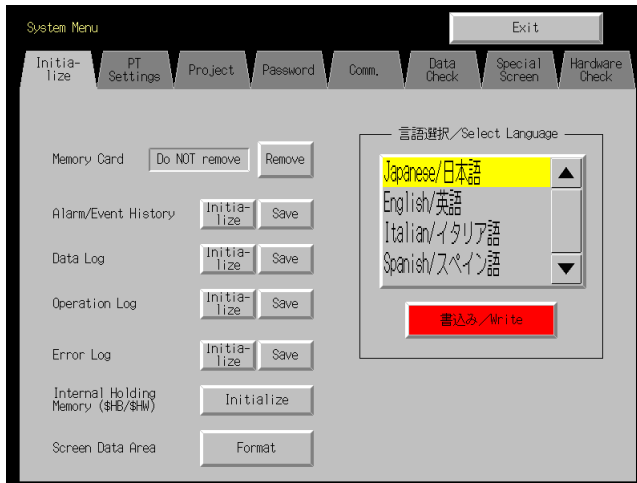 System Menu
Exit
Initia-
lize
PT
Settings
Project
Password
Comm.
Data
Check
Special
Screen
Hardware
Check
Memory Card
Do NOT remove
Remove
Alarm/Event History
Initia-
lize
Save
Data Log
Initia-
lize
Save
Operation Log
Initia-
lize
Save
Error Log
Initia-
lize
Save
Internal Holding
Memory ($HB/$HW)
Initialize
Screen Data Area
Format
言語選択／Select Language
Japanese/日本語
English/英語
Italian/イタリア語
Spanish/スペイン語
書込み／Write